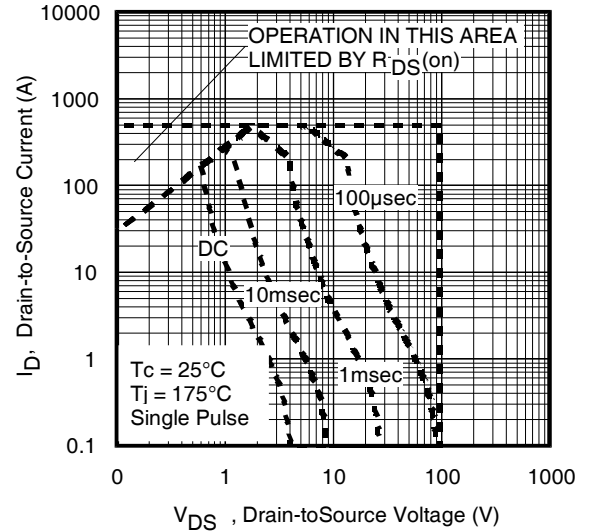 10000
1000
100
10
1
0.1
0
1
10
100
1000
ID, Drain-to-Source Current (A)
VDS , Drain-toSource Voltage (V)
OPERATION IN THIS AREA
LIMITED BY RDS(on)
100µsec
DC
10msec
1msec
Tc = 25°C
Tj = 175°C
Single Pulse